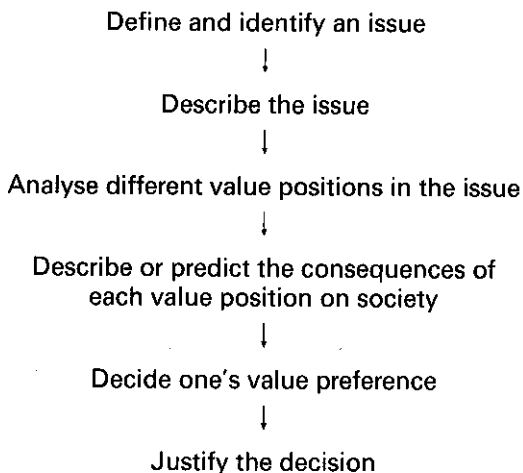 Define and identify an issue
Describe the issue
Analyse different value positions in the issue
Describe or predict the consequences of
each value position on society
Decide one's value preference
Justify the decision